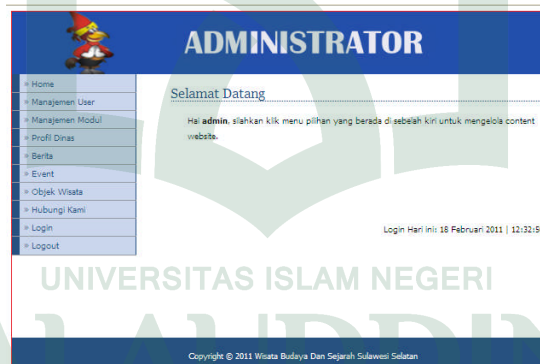 ADMINISTRATOR
» Home
» Manajemen User
» Manajemen Modul
» Profil Dinas
» Berita
» Event
» Objek Wisata
» Hubungi Kami
» Login
» Logout
Selamat Datang
Hai admin, silahkan klik menu pilihan yang berada di sebelah kiri untuk mengelola content
website.
Login Hari ini: 18 Februari 2011 | 12:32:5
UNIVERSITAS ISLAM NEGERI
ALAUDDIN
Copyright © 2011 Wisata Budaya Dan Sejarah Sulawesi Selatan